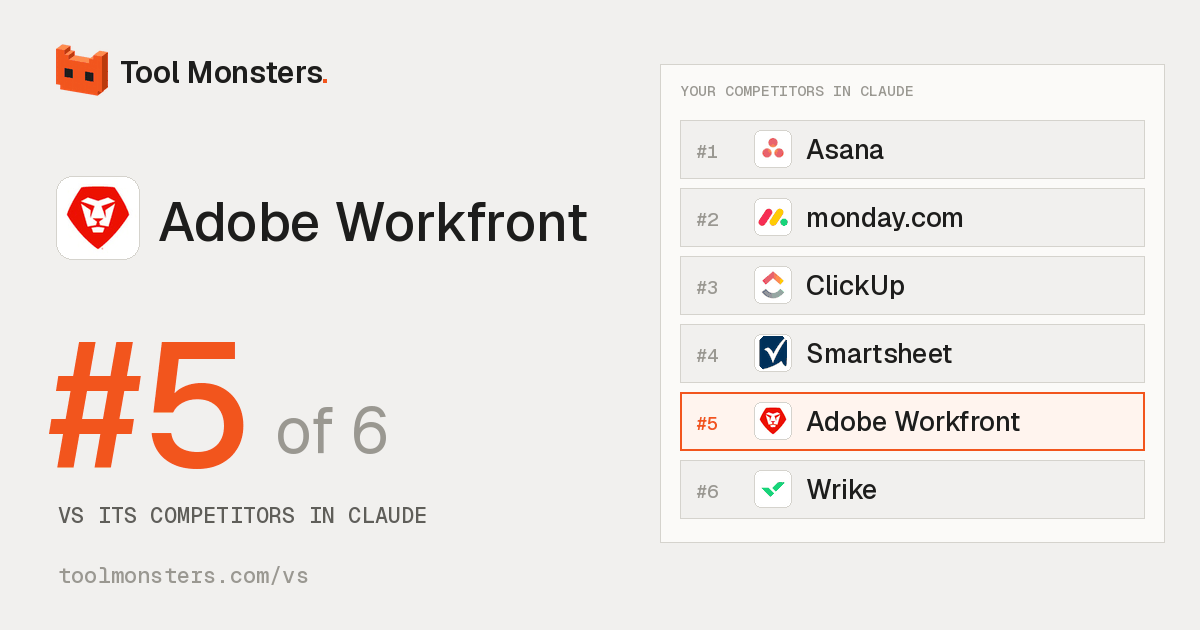 Tool Monsters.
Adobe Workfront
#5 of 6
VS ITS COMPETITORS IN CLAUDE
toolmonsters.com/vs
YOUR COMPETITORS IN CLAUDE
#1 Asana
#2 monday.com
#3 ClickUp
#4 Smartsheet
#5 Adobe Workfront
#6 Wrike